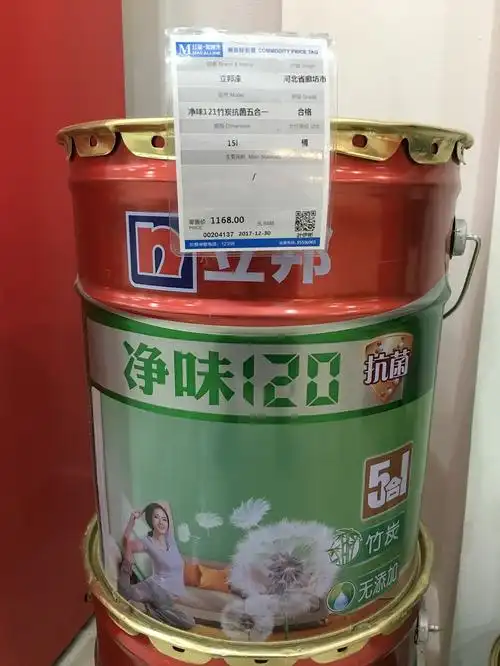 M 红星·美凯龙
MACALLINE
商品标价签 COMMODITY PRICE TAG
立邦漆 河北省廊坊市
净味121竹炭抗菌五合一 合格
15l 桶
/
零售价 1168.00
PRICE
00204137 2017-12-30
n 立邦
净味120
抗菌
5合1
竹炭
无添加